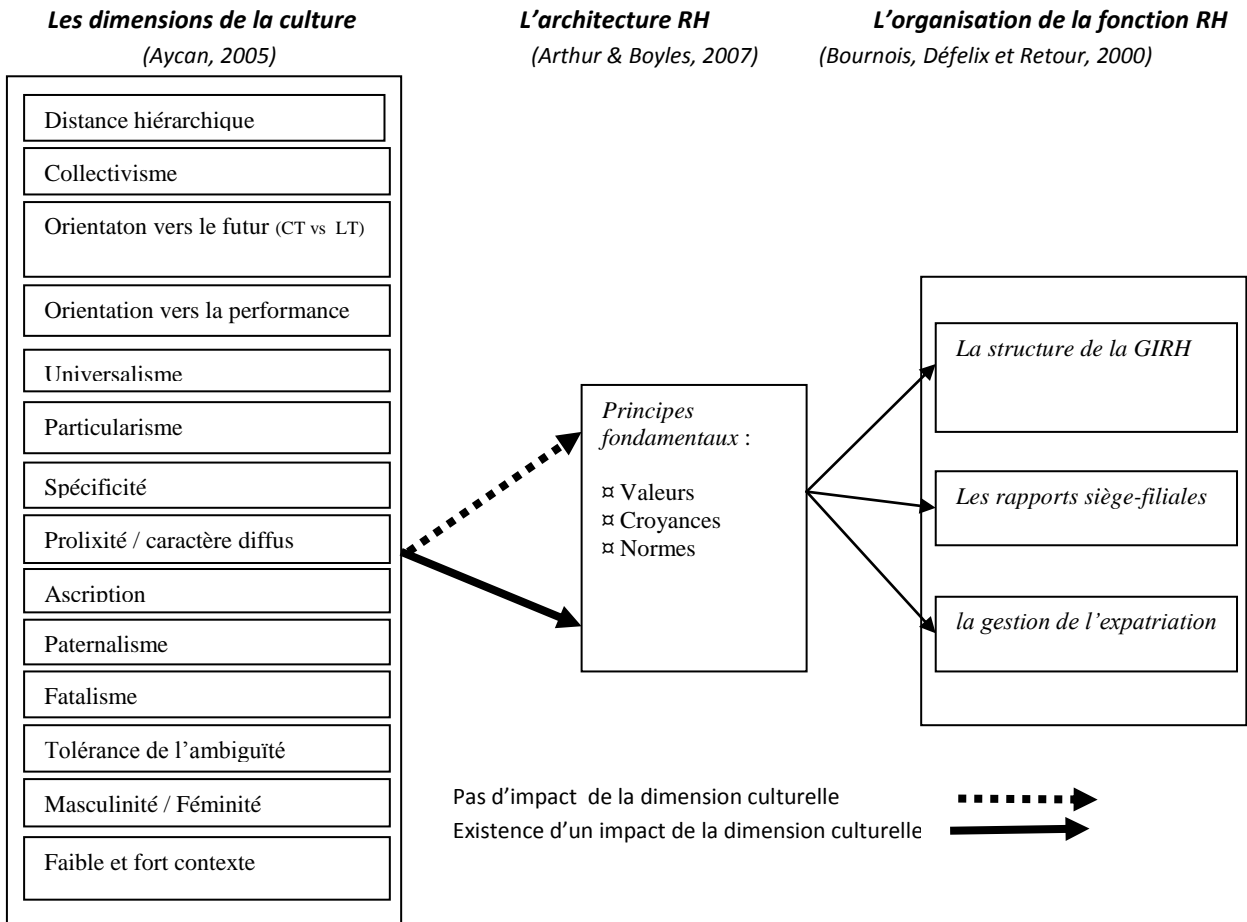 Les dimensions de la culture
(Aycan, 2005)
L'architecture RH
(Arthur & Boyles, 2007)
L'organisation de la fonction RH
(Bournois, Défelix et Retour, 2000)
Distance hiérarchique
Collectivisme
Orientaton vers le futur (CT vs LT)
Orientation vers la performance
Universalisme
Particularisme
Spécificité
Prolixité / caractère diffus
Ascription
Paternalisme
Fatalisme
Tolérance de l'ambiguïté
Masculinité / Féminité
Faible et fort contexte
Principes
fondamentaux :
¤ Valeurs
¤ Croyances
¤ Normes
La structure de la GIRH
Les rapports siège-filiales
la gestion de l'expatriation
Pas d'impact de la dimension culturelle
Existence d'un impact de la dimension culturelle